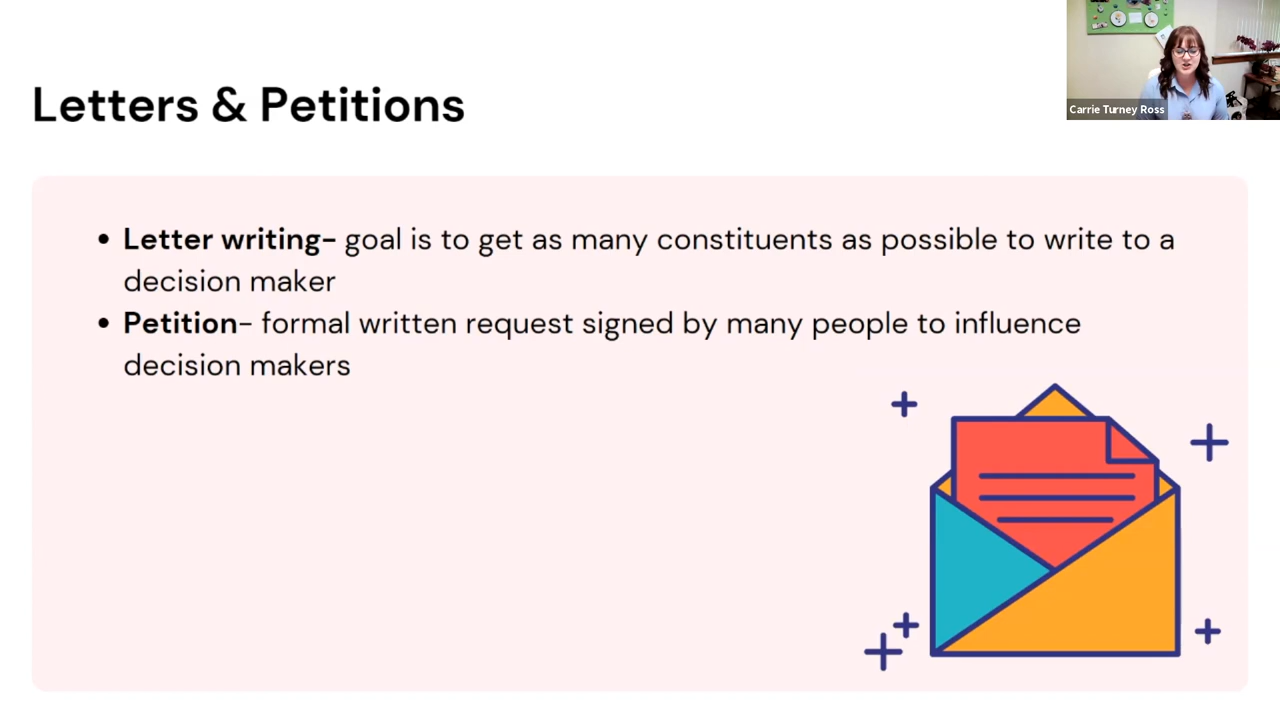 Letters & Petitions
Carrie Turney Ross
• Letter writing- goal is to get as many constituents as possible to write to a
decision maker
• Petition- formal written request signed by many people to influence
decision makers